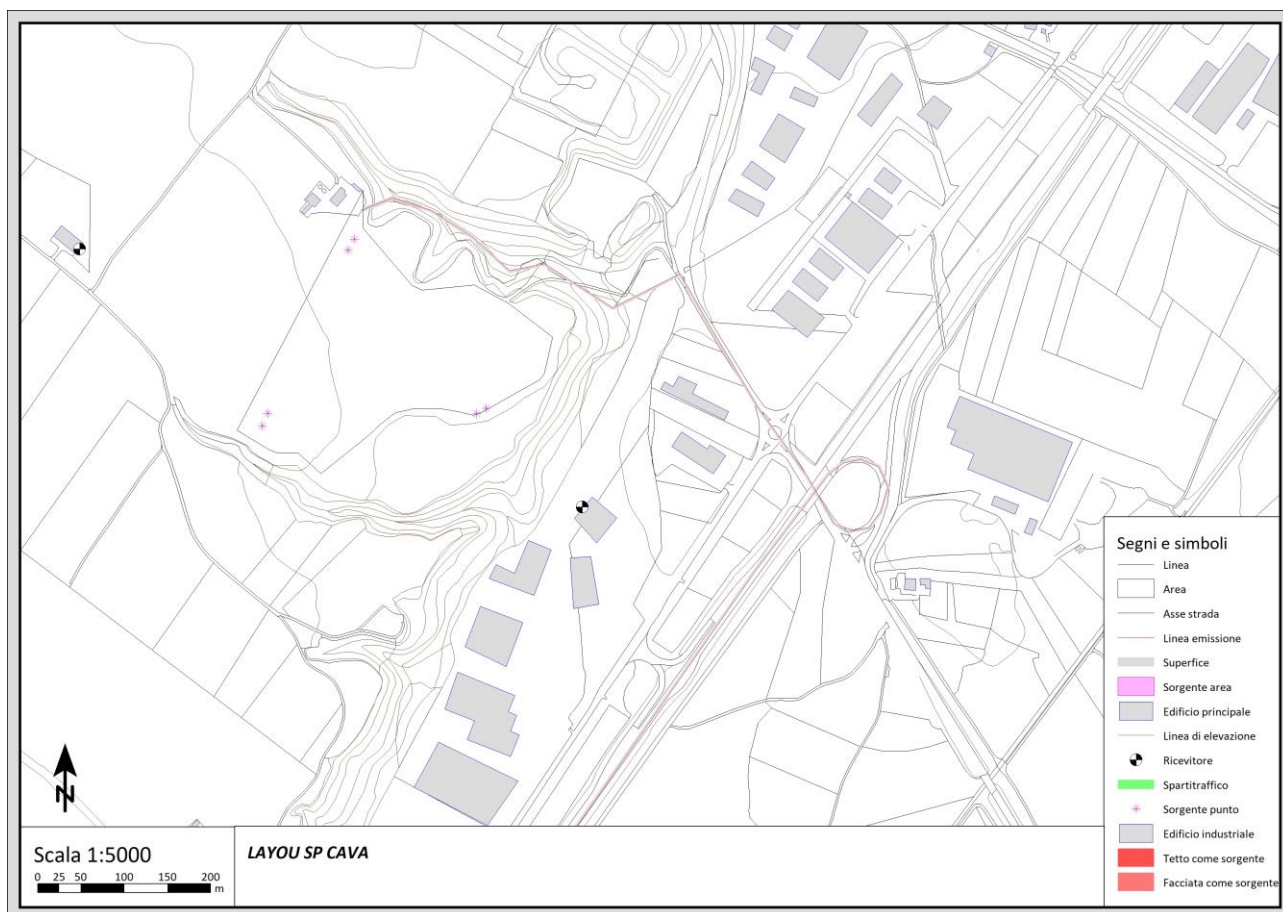 Segni e simboli
Linea
Area
Asse strada
Linea emissione
Superfice
Sorgente area
Edificio principale
Linea di elevazione
Ricevitore
Spartitraffico
Sorgente punto
Edificio industriale
Tetto come sorgente
Facciata come sorgente
N
Scala 1:5000
0 25 50 100 150 200
m
LAYOU SP CAVA